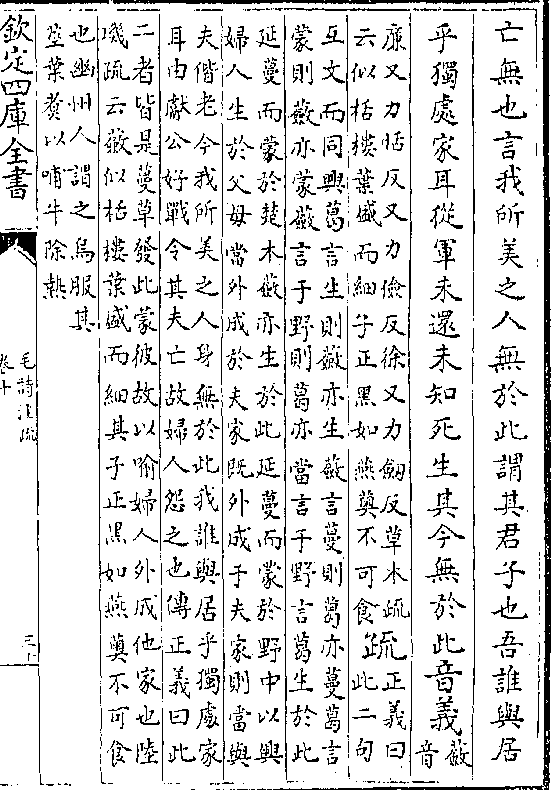 亡無也言我所美之人無於此謂其君子也吾誰與居
乎獨處家耳從軍未還未知死生其今無於此音義蘞音
廉又力恬反又力儉反徐又力劒反草木疏
云似栝樓葉盛而細子正黑如燕薁不可食
疏正義曰
此二句
互文而同興葛言生則蘞亦生蘞言蔓則葛亦蔓葛言
蒙則蘞亦蒙蘞言于野則葛亦當言于野言葛生於此
延蔓而蒙於楚木蘞亦生於此延蔓而蒙於野中以興
婦人生於父母當外成於夫家既外成于夫家則當與
夫偕老今我所美之人身無於此我誰與居乎獨處家
耳由獻公好戰令其夫亡故婦人怨之也傳正義曰此
二者皆是蔓草發此蒙彼故以喻婦人外成他家也陸
璣疏云蘞似栝樓葉盛而細其子正黑如燕薁不可食
也幽州人謂之烏服其
莖葉煑以哺牛除熱
欽定四庫全書
毛詩注疏
卷十